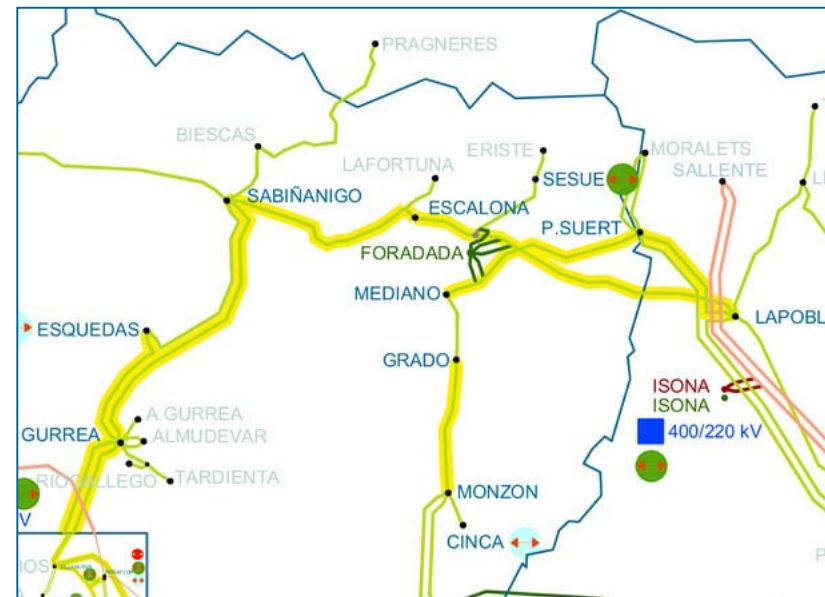 PRAGNERES
BIESCAS
LAFORTUNA
ERISTE
MORALETS
SALLENTE
SESUE
SABIÑANIGO
ESCALONA
P.SUERT
FORADADA
MEDIANO
LAPOBL
ESQUEDAS
GRADO
ISONA
ISONA
A.GURREA
GURREA
ALMUDEVAR
400/220 kV
RIOGALLEGO
TARDIENTA
MONZON
V
CINCA
IOS
P